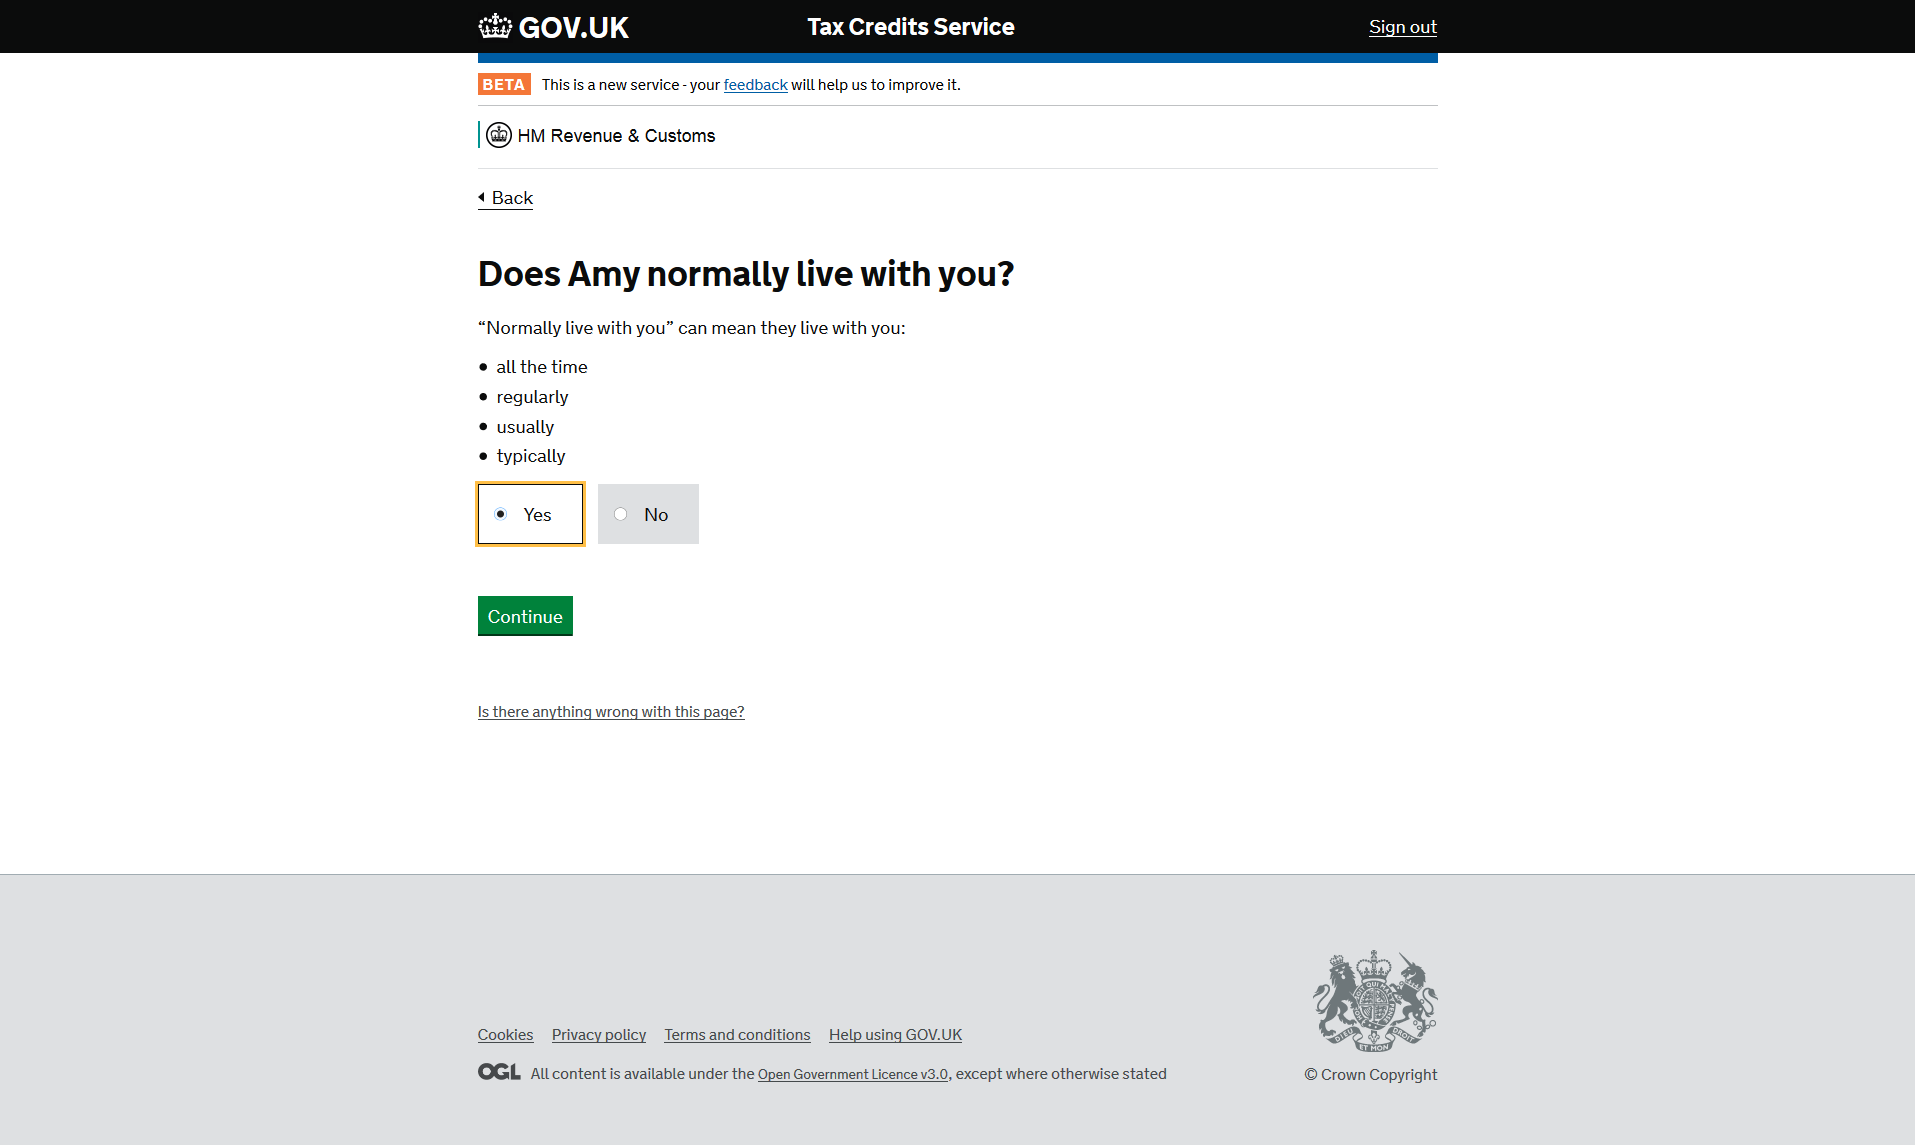 GOV.UK Tax Credits Service Sign out
BETA This is a new service - your feedback will help us to improve it.
HM Revenue & Customs
Back
Does Amy normally live with you?
“Normally live with you” can mean they live with you:
• all the time
• regularly
• usually
• typically
Yes No
Continue
Is there anything wrong with this page?
Cookies Privacy policy Terms and conditions Help using GOV.UK
OGL All content is available under the Open Government Licence v3.0, except where otherwise stated
© Crown Copyright